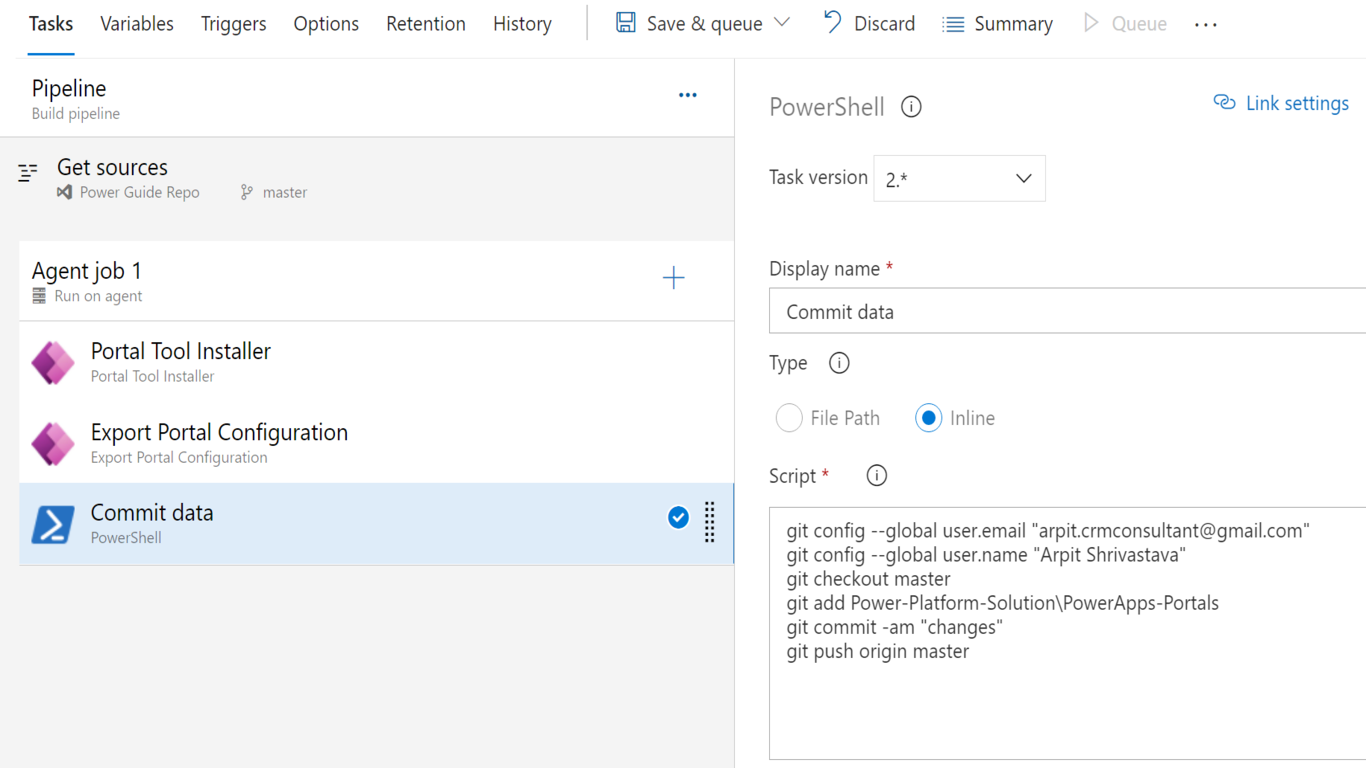 Tasks Variables Triggers Options Retention History Save & queue Discard Summary Queue ...
Pipeline
Build pipeline
...
Get sources
Power Guide Repo master
Agent job 1
Run on agent
Portal Tool Installer
Portal Tool Installer
Export Portal Configuration
Export Portal Configuration
Commit data
PowerShell
PowerShell Link settings
Task version 2.*
Display name *
Commit data
Type
File Path Inline
Script *
git config --global user.email "arpit.crmconsultant@gmail.com"
git config --global user.name "Arpit Shrivastava"
git checkout master
git add Power-Platform-Solution\PowerApps-Portals
git commit -am "changes"
git push origin master